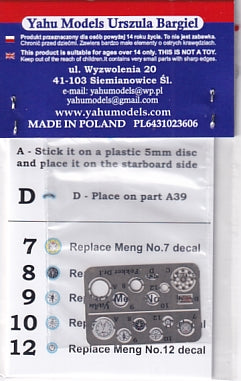 Yahu Models Urszula Bargiel
Produkt przeznaczony dla osób powyżej 14 roku życia. To nie jest zabawka.
Chronić przed dziećmi. Zawiera bardzo małe elementy o ostrych krawędziach.
This product is suitable for ages over 14 only. THIS IS NOT A TOY.
Keep out of the reach of children. It contains very small parts with sharp edges.
ul. Wyzwolenia 20
41-103 Siemianowice Śl.
e-mail: yahumodels@wp.pl
yahumodels@gmail.com
www.yahumodels.com
MADE IN POLAND PL6431023606
A - Stick it on a plastic 5mm disc
and place it on the starboard side
D D - Place on part A39
7 Replace Meng No.7 decal
8
9
10
12 Replace Meng No.12 decal
Yahu
Fokker Dr.I